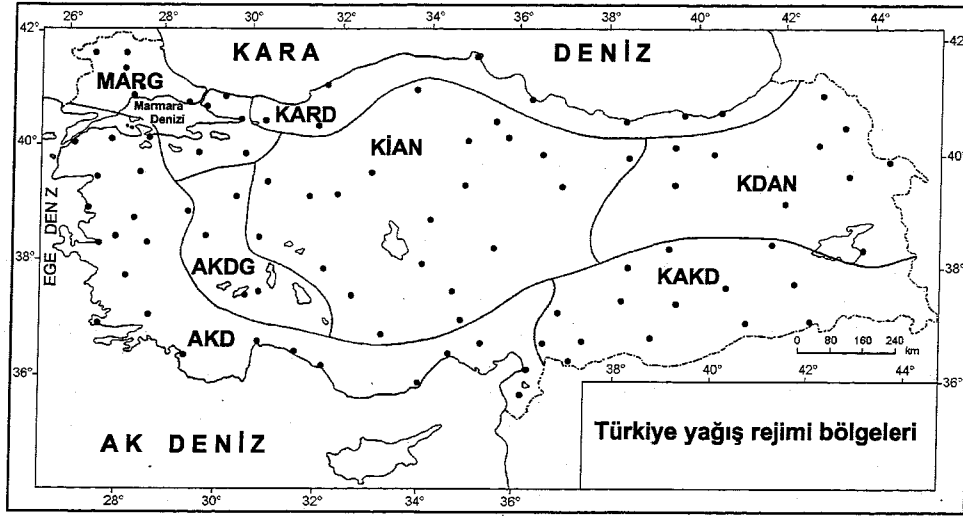 26° 28° 30° 32° 34° 36° 38° 40° 42° 44°
42° 42°
KARA DENİZ
MARG
Marmara
Denizi
KARD
40° KİAN 40°
KDAN
EGE DENİZ
38° AKDG KAKD 38°
AKD
0 80 160 240
km
36° 38° 40° 42° 44° 36°
AK DENİZ
Türkiye yağış rejimi bölgeleri
28° 30° 32° 34° 36°